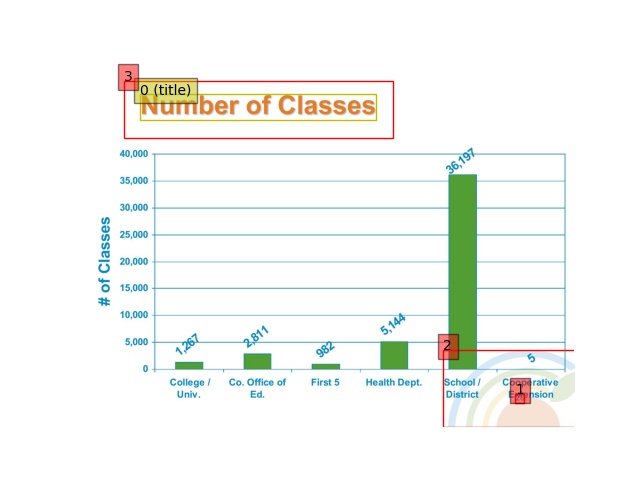 3
0 (title)
Number of Classes
40,000
35,000
30,000
25,000
20,000
15,000
10,000
5,000
0
# of Classes
1,267
2,811
982
5,144
36,197
5
2
1
College / Univ.
Co. Office of Ed.
First 5
Health Dept.
School / District
Cooperative Extension